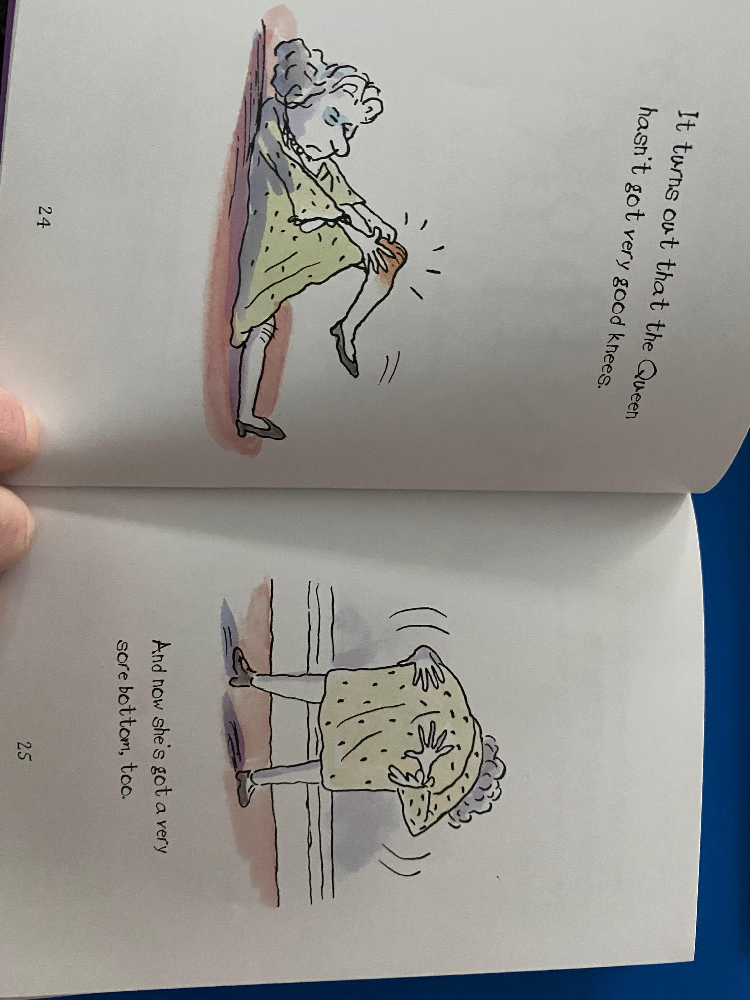 It turns out that the Queen
hasn't got very good knees.
24
And now she's got a very
sore bottom, too.
25